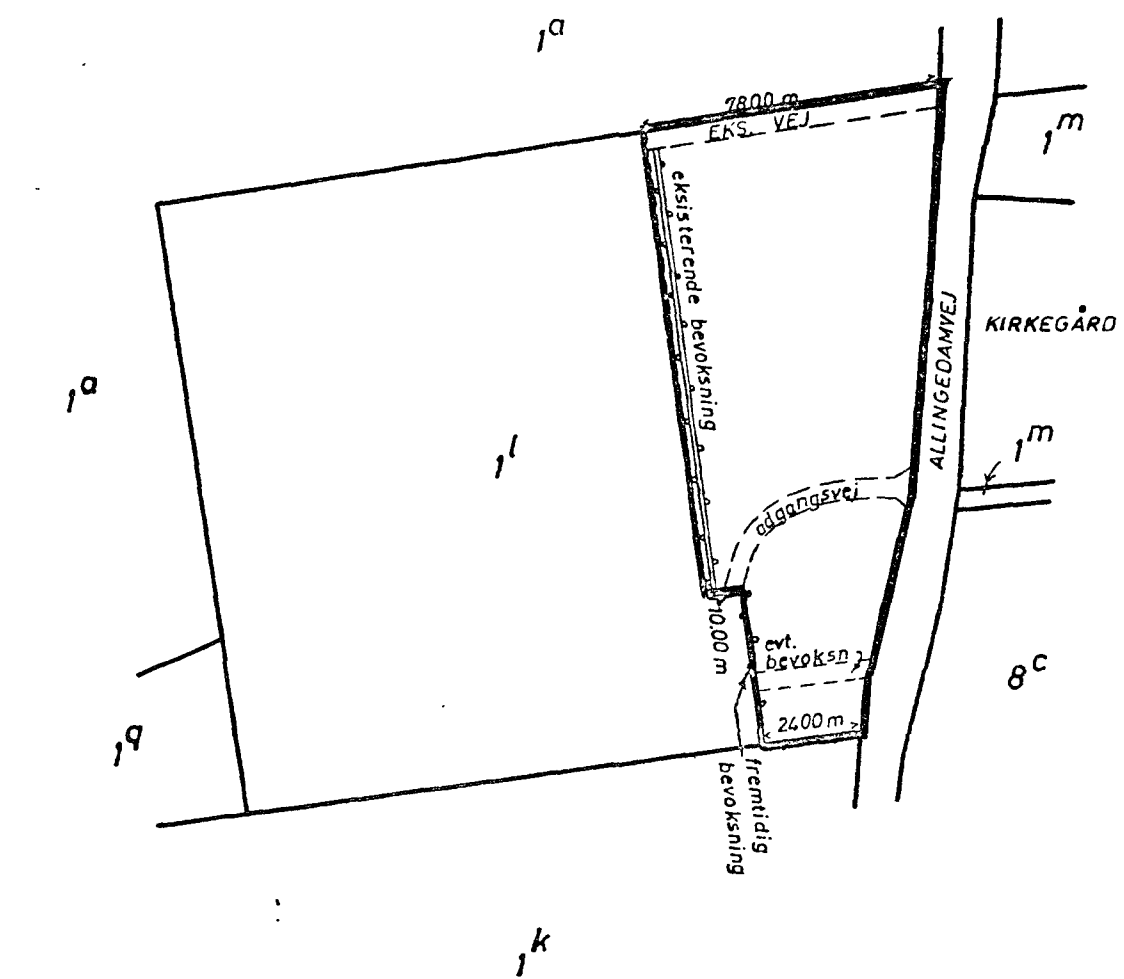 1a
78.00 m
EKS. VEJ
1m
eksisterende bevoksning
ALLINGEDAMVEJ
KIRKEGÅRD
1a
1l
1m
adgangsvej
10.00 m
evt.
bevoksn.
8c
24.00 m
1q
fremtidig
bevoksning
1k